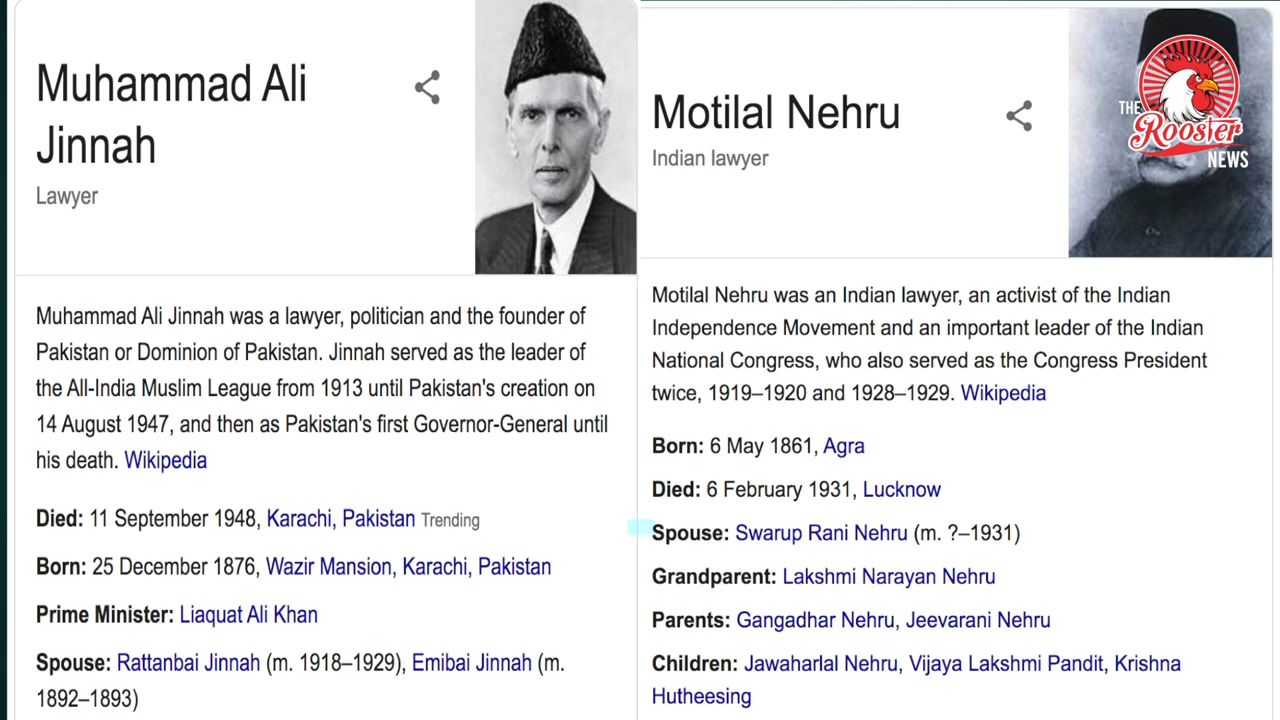 Muhammad Ali
Jinnah
Lawyer
Muhammad Ali Jinnah was a lawyer, politician and the founder of
Pakistan or Dominion of Pakistan. Jinnah served as the leader of
the All-India Muslim League from 1913 until Pakistan's creation on
14 August 1947, and then as Pakistan's first Governor-General until
his death. Wikipedia
Died: 11 September 1948, Karachi, Pakistan Trending
Born: 25 December 1876, Wazir Mansion, Karachi, Pakistan
Prime Minister: Liaquat Ali Khan
Spouse: Rattanbai Jinnah (m. 1918–1929), Emibai Jinnah (m.
1892–1893)
Motilal Nehru
Indian lawyer
THE
Rooster
NEWS
Motilal Nehru was an Indian lawyer, an activist of the Indian
Independence Movement and an important leader of the Indian
National Congress, who also served as the Congress President
twice, 1919–1920 and 1928–1929. Wikipedia
Born: 6 May 1861, Agra
Died: 6 February 1931, Lucknow
Spouse: Swarup Rani Nehru (m. ?–1931)
Grandparent: Lakshmi Narayan Nehru
Parents: Gangadhar Nehru, Jeevarani Nehru
Children: Jawaharlal Nehru, Vijaya Lakshmi Pandit, Krishna
Hutheesing